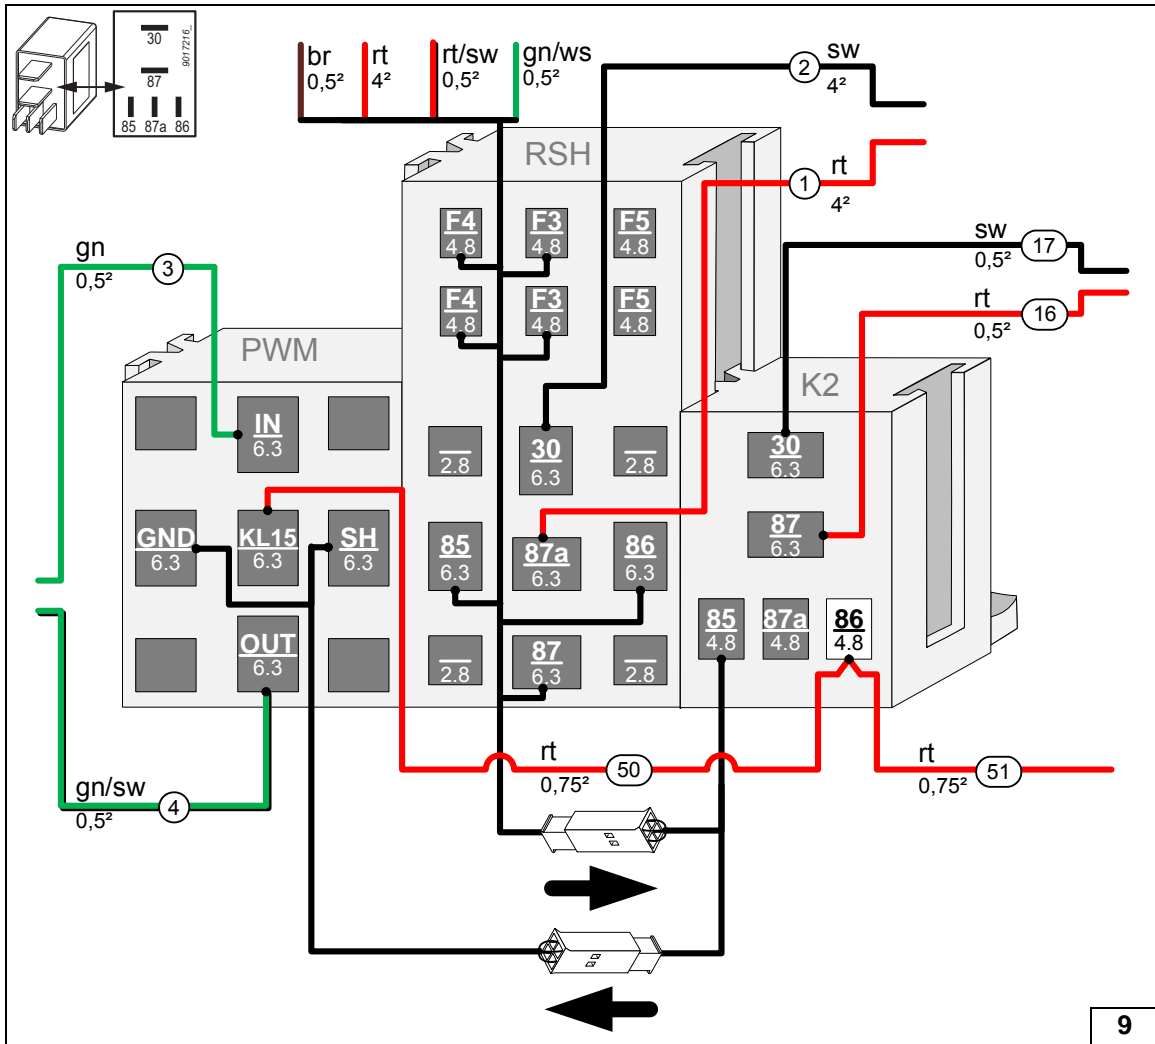 30
87
85 87a 86
9017216_
br
0,5²
rt
4²
rt/sw
0,5²
gn/ws
0,5²
2
sw
4²
1
rt
4²
RSH
F4
4.8
F3
4.8
F5
4.8
F4
4.8
F3
4.8
F5
4.8
2.8
30
6.3
2.8
85
6.3
87a
6.3
86
6.3
2.8
87
6.3
2.8
gn
0,5²
3
PWM
IN
6.3
GND
6.3
KL15
6.3
SH
6.3
OUT
6.3
gn/sw
0,5²
4
sw
0,5²
17
rt
0,5²
16
K2
30
6.3
87
6.3
85
4.8
87a
4.8
86
4.8
rt
0,75²
50
rt
0,75²
51
9